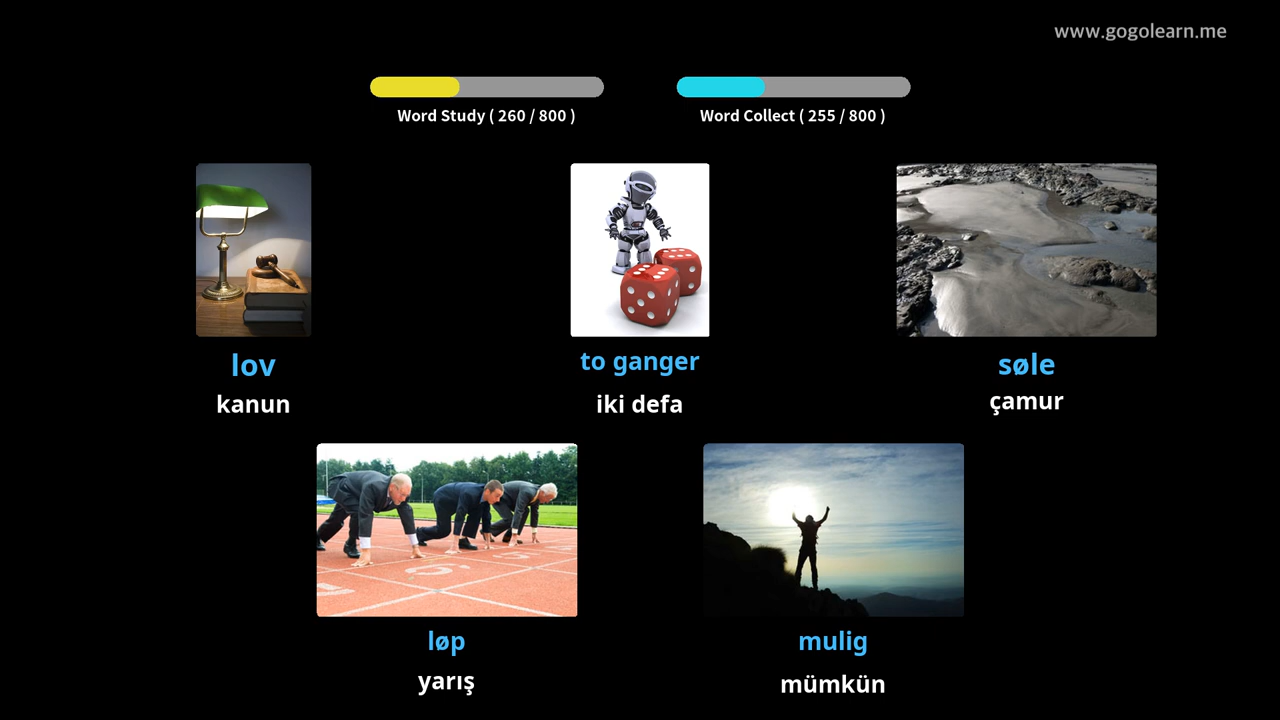 www.gogolearn.me
Word Study ( 260 / 800 )
Word Collect ( 255 / 800 )
lov
kanun
to ganger
iki defa
søle
çamur
løp
yarış
mulig
mümkün